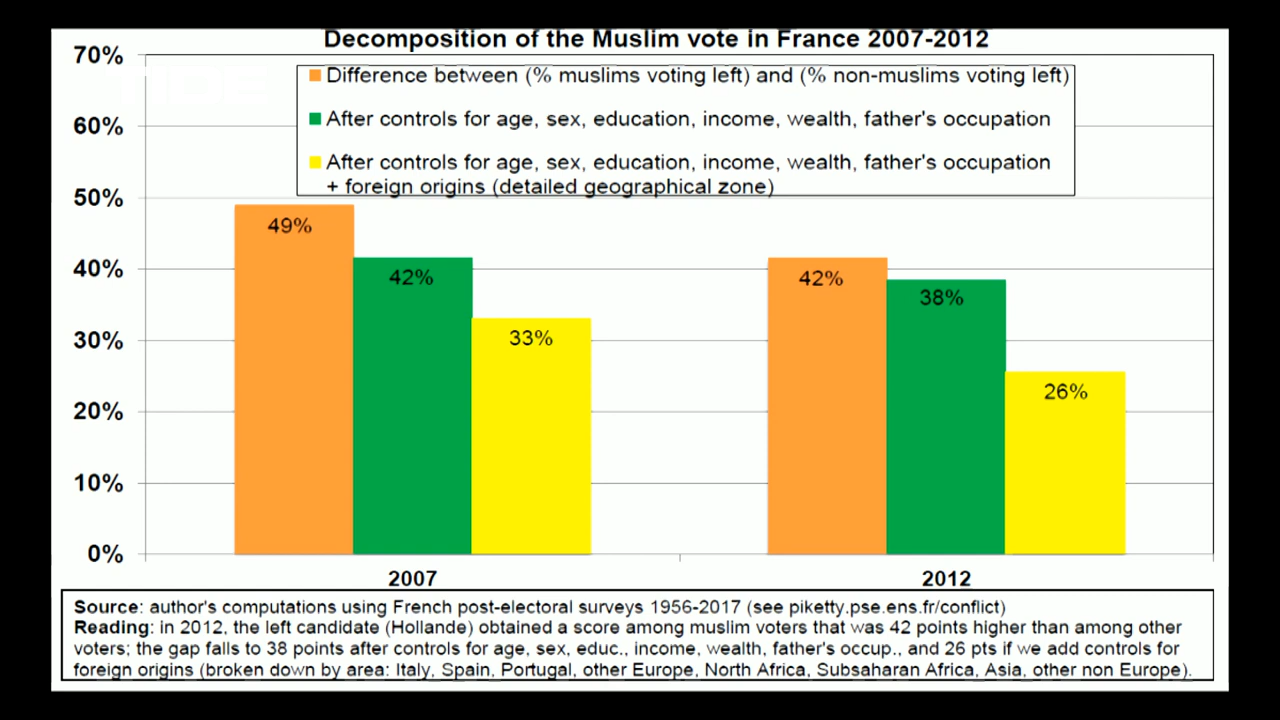 Decomposition of the Muslim vote in France 2007-2012
70%
60%
50%
40%
30%
20%
10%
0%
Difference between (% muslims voting left) and (% non-muslims voting left)
After controls for age, sex, education, income, wealth, father's occupation
After controls for age, sex, education, income, wealth, father's occupation
+ foreign origins (detailed geographical zone)
49%
42%
33%
42%
38%
26%
2007
2012
Source: author's computations using French post-electoral surveys 1956-2017 (see piketty.pse.ens.fr/conflict)
Reading: in 2012, the left candidate (Hollande) obtained a score among muslim voters that was 42 points higher than among other
voters; the gap falls to 38 points after controls for age, sex, educ., income, wealth, father's occup., and 26 pts if we add controls for
foreign origins (broken down by area: Italy, Spain, Portugal, other Europe, North Africa, Subsaharan Africa, Asia, other non Europe).